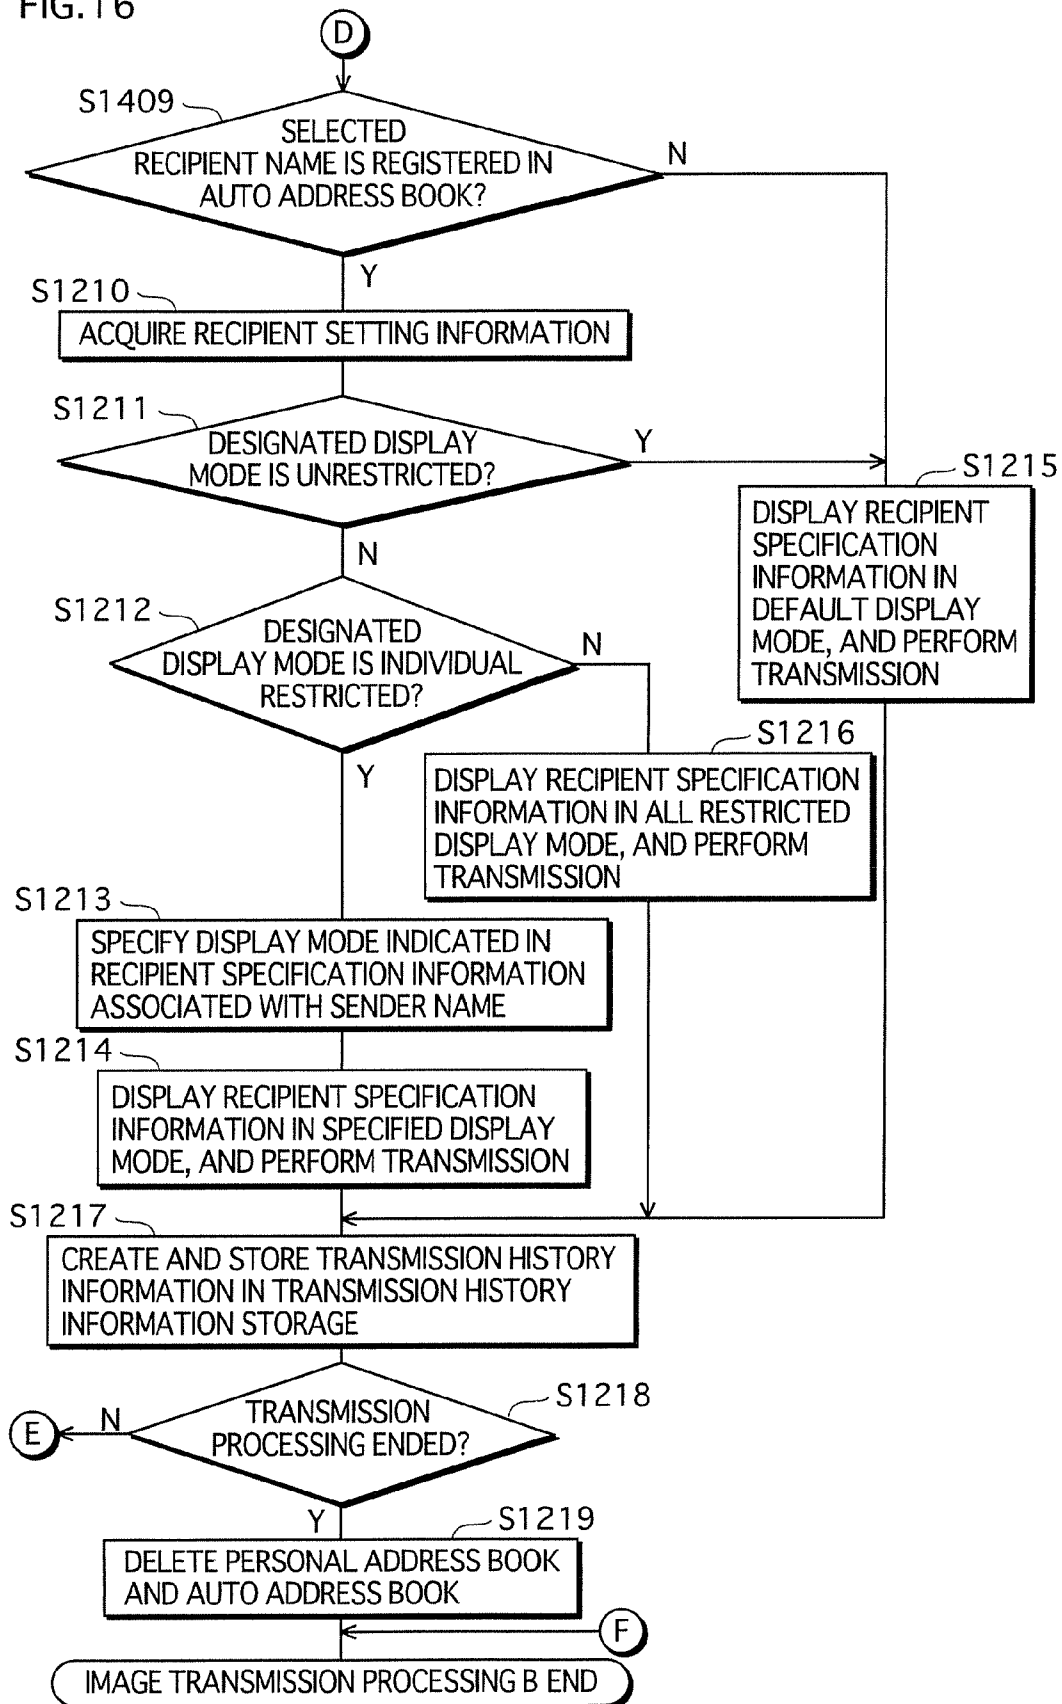 FIG.16
D
S1409
SELECTED
RECIPIENT NAME IS REGISTERED IN
AUTO ADDRESS BOOK?
N
Y
S1210
ACQUIRE RECIPIENT SETTING INFORMATION
S1211
DESIGNATED DISPLAY
MODE IS UNRESTRICTED?
Y
N
S1215
DISPLAY RECIPIENT
SPECIFICATION
INFORMATION IN
DEFAULT DISPLAY
MODE, AND PERFORM
TRANSMISSION
S1212
DESIGNATED
DISPLAY MODE IS INDIVIDUAL
RESTRICTED?
N
Y
S1216
DISPLAY RECIPIENT SPECIFICATION
INFORMATION IN ALL RESTRICTED
DISPLAY MODE, AND PERFORM
TRANSMISSION
S1213
SPECIFY DISPLAY MODE INDICATED IN
RECIPIENT SPECIFICATION INFORMATION
ASSOCIATED WITH SENDER NAME
S1214
DISPLAY RECIPIENT SPECIFICATION
INFORMATION IN SPECIFIED DISPLAY
MODE, AND PERFORM TRANSMISSION
S1217
CREATE AND STORE TRANSMISSION HISTORY
INFORMATION IN TRANSMISSION HISTORY
INFORMATION STORAGE
S1218
TRANSMISSION
PROCESSING ENDED?
N
E
Y
S1219
DELETE PERSONAL ADDRESS BOOK
AND AUTO ADDRESS BOOK
F
IMAGE TRANSMISSION PROCESSING B END